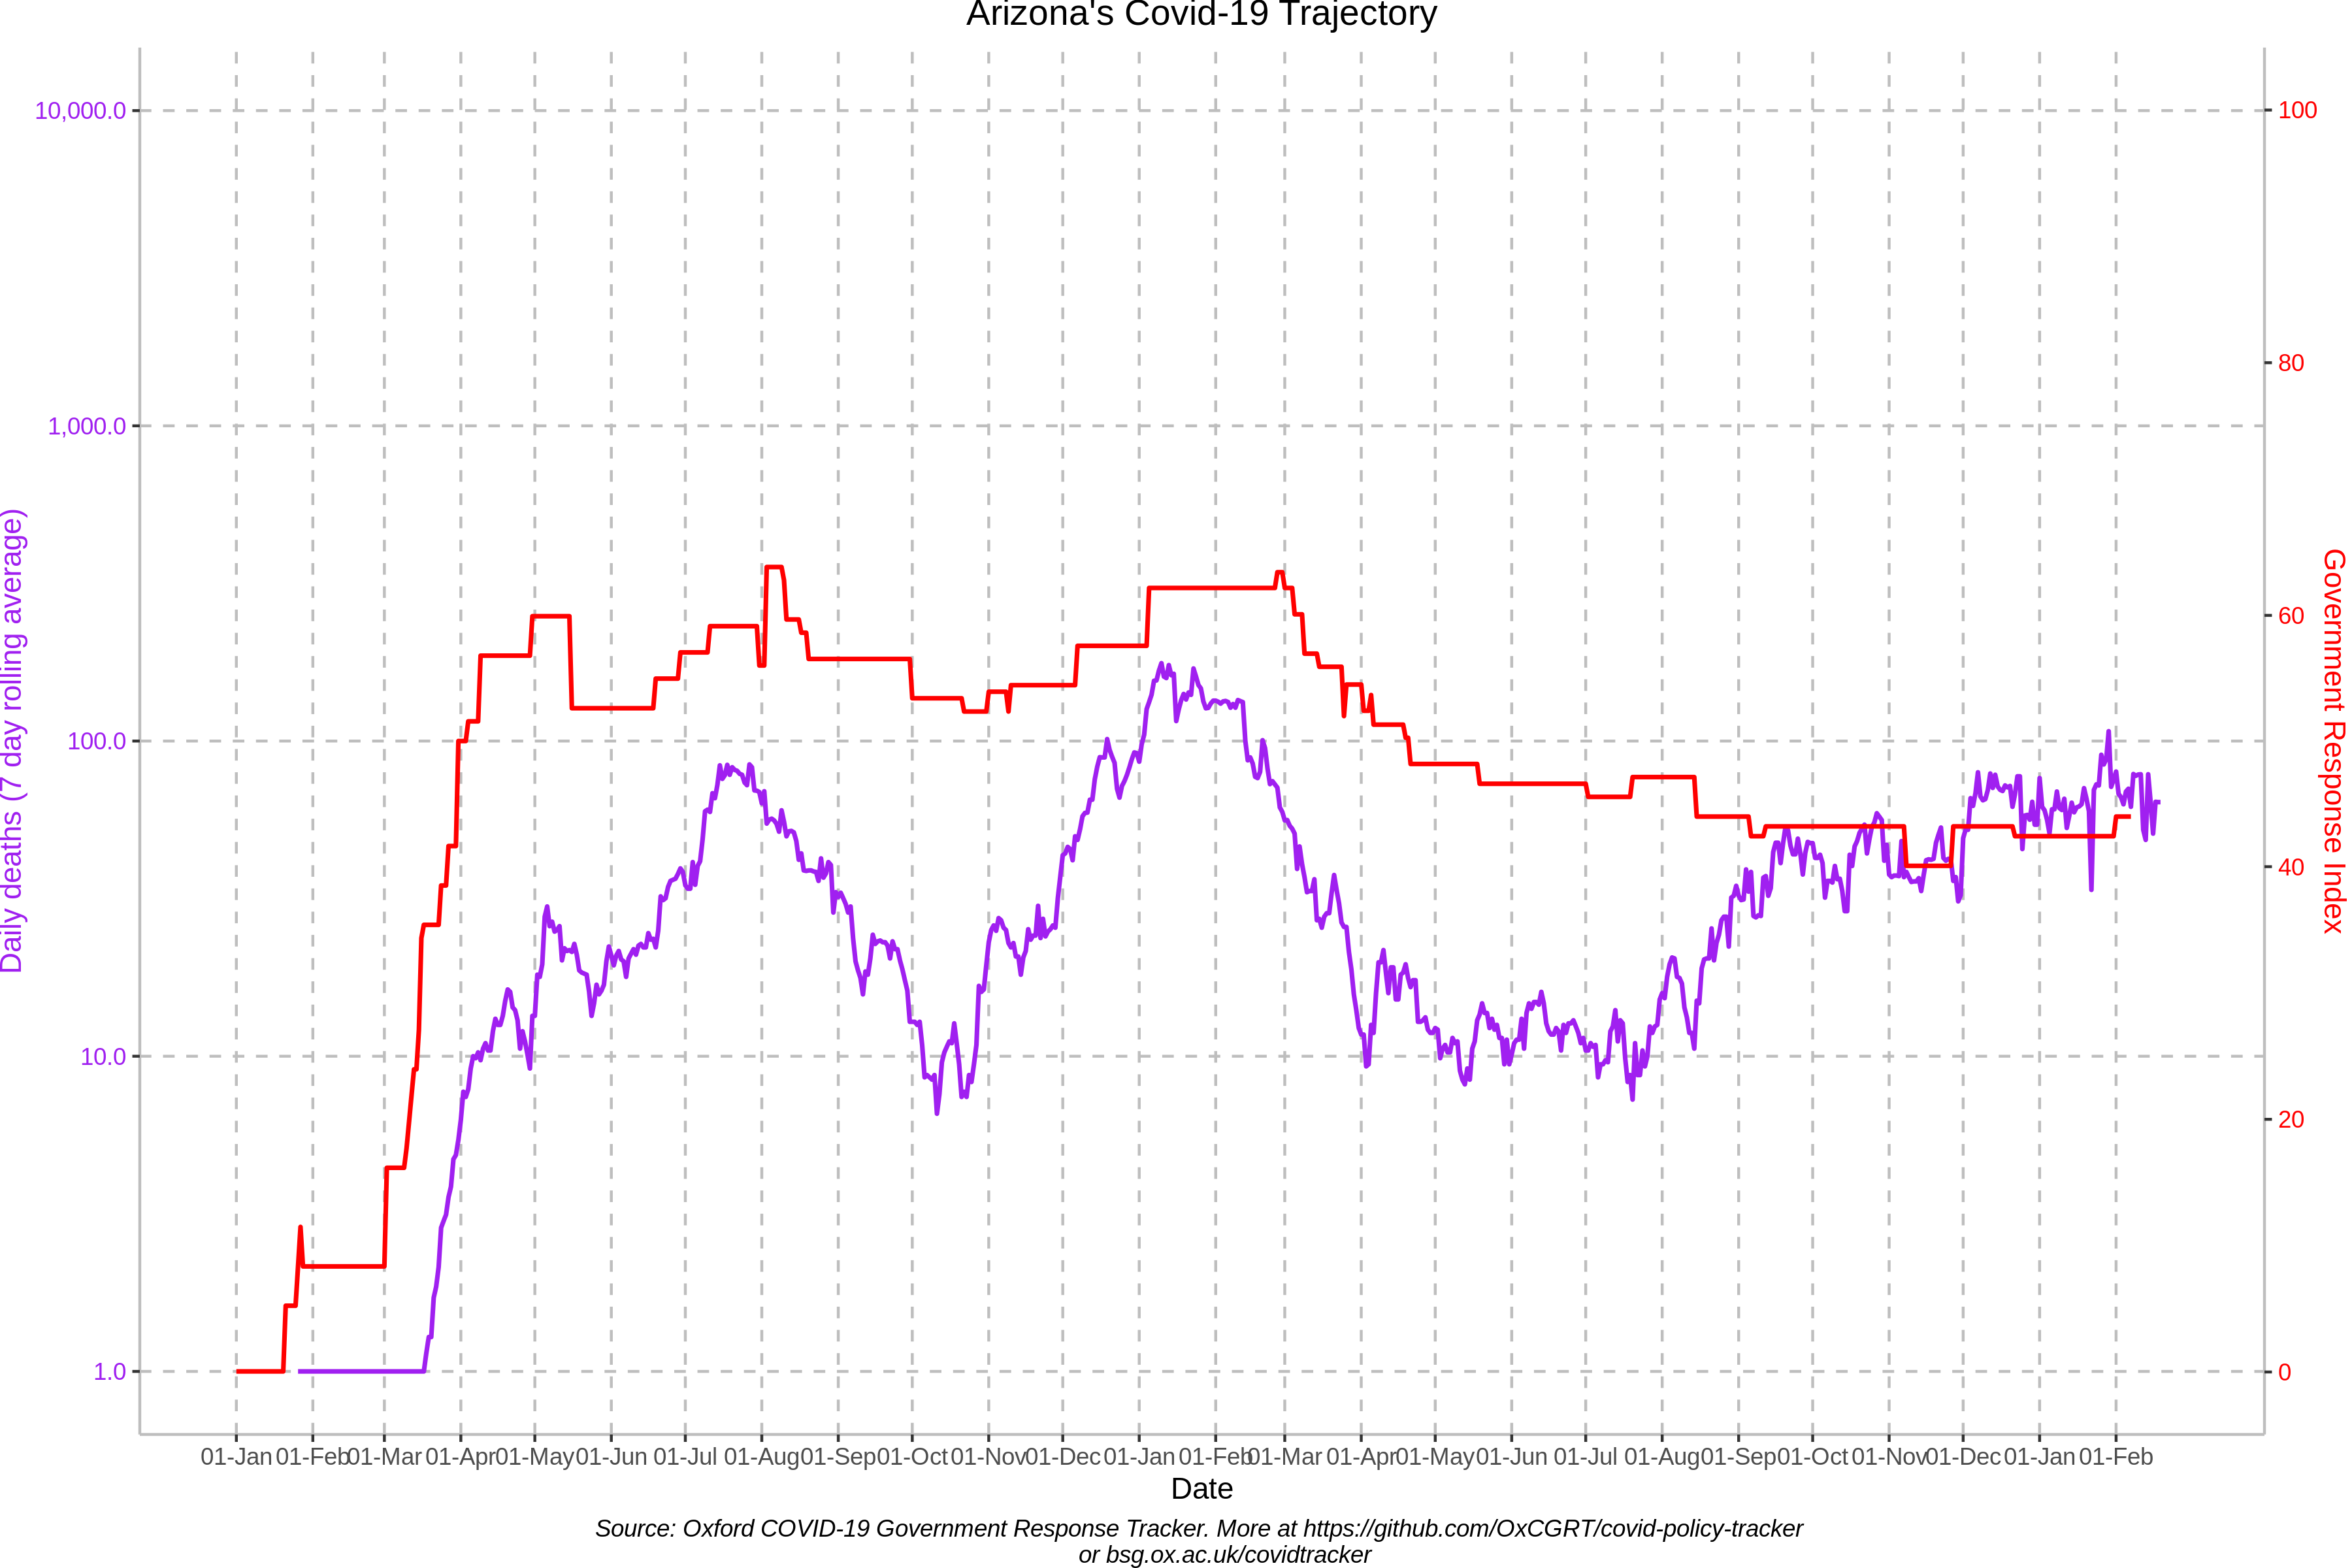 Arizona's Covid-19 Trajectory
10,000.0
1,000.0
100.0
10.0
1.0
Daily deaths (7 day rolling average)
100
80
60
40
20
0
Government Response Index
01-Jan 01-Feb 01-Mar 01-Apr 01-May 01-Jun 01-Jul 01-Aug 01-Sep 01-Oct 01-Nov 01-Dec 01-Jan 01-Feb 01-Mar 01-Apr 01-May 01-Jun 01-Jul 01-Aug 01-Sep 01-Oct 01-Nov 01-Dec 01-Jan 01-Feb
Date
Source: Oxford COVID-19 Government Response Tracker. More at https://github.com/OxCGRT/covid-policy-tracker
or bsg.ox.ac.uk/covidtracker